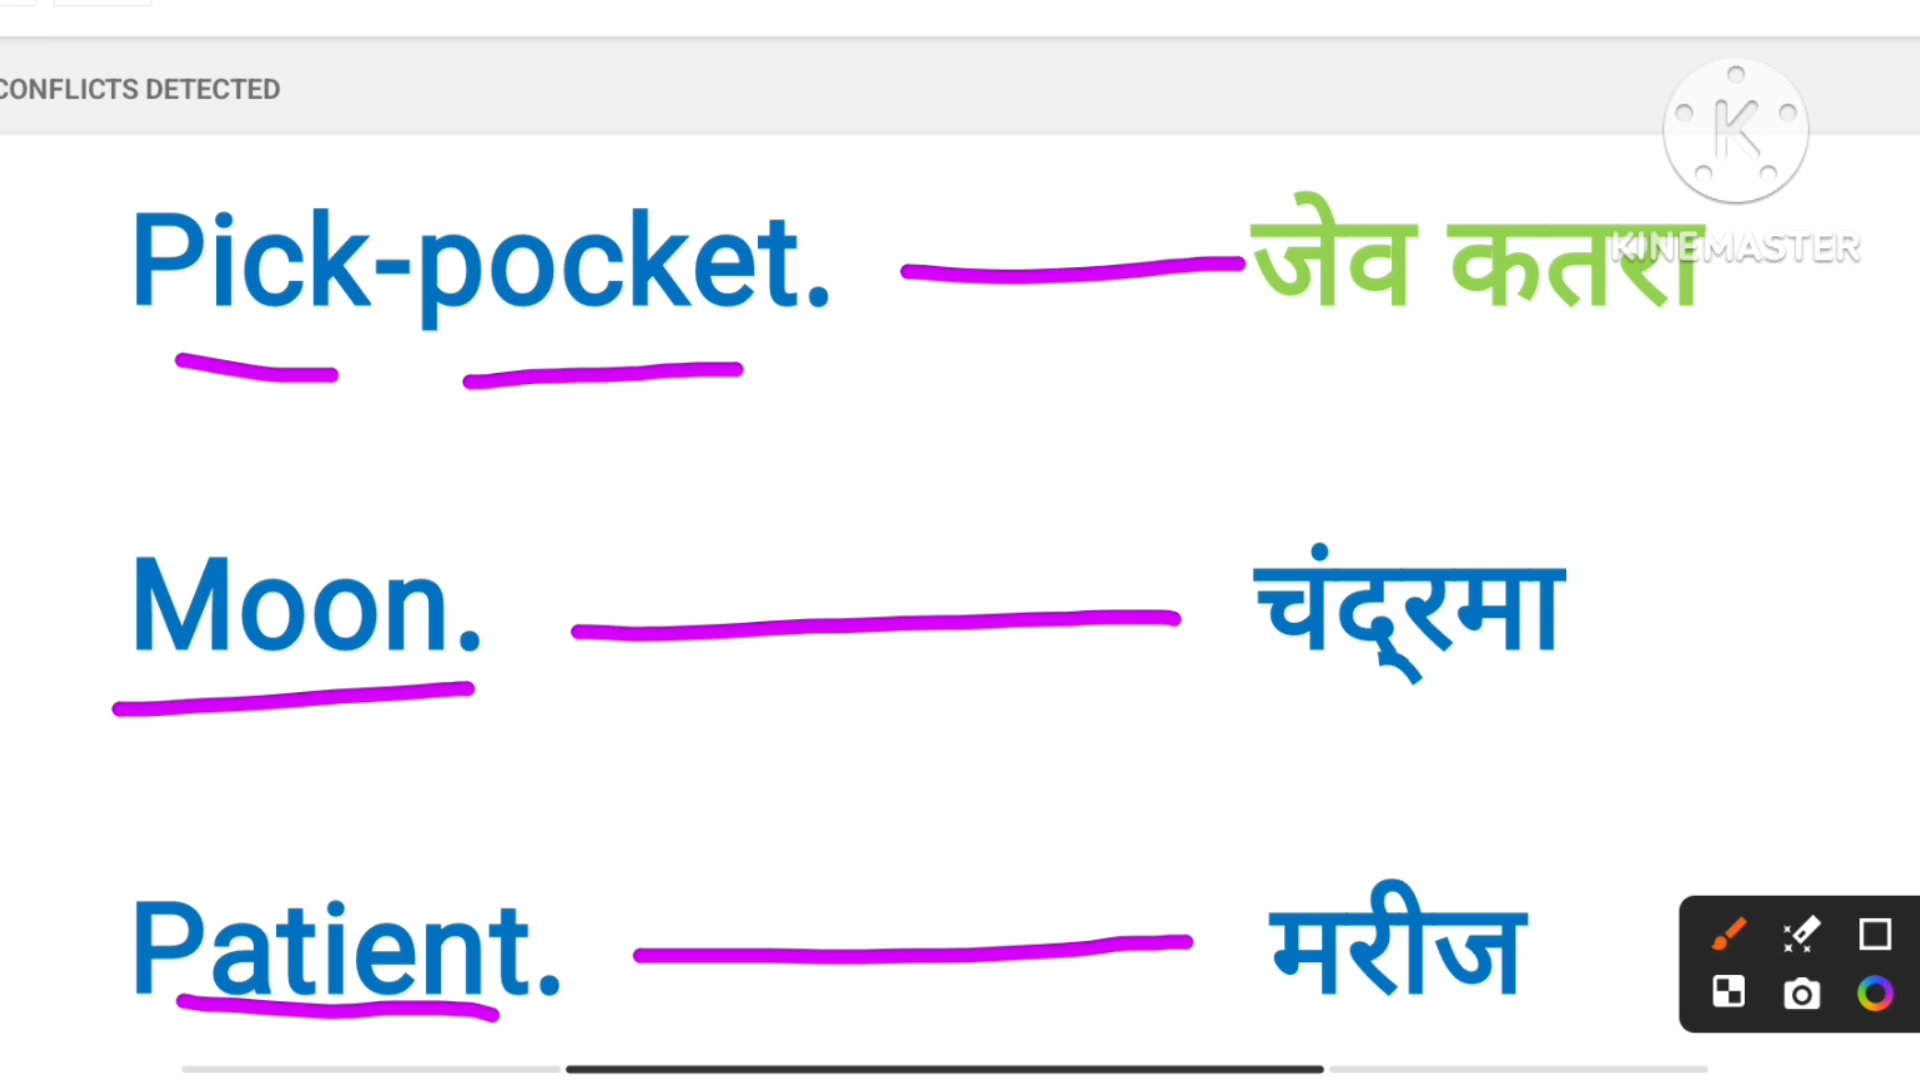 CONFLICTS DETECTED
K
KINEMASTER
Pick-pocket. जेव कतरा
Moon. चंद्रमा
Patient. मरीज